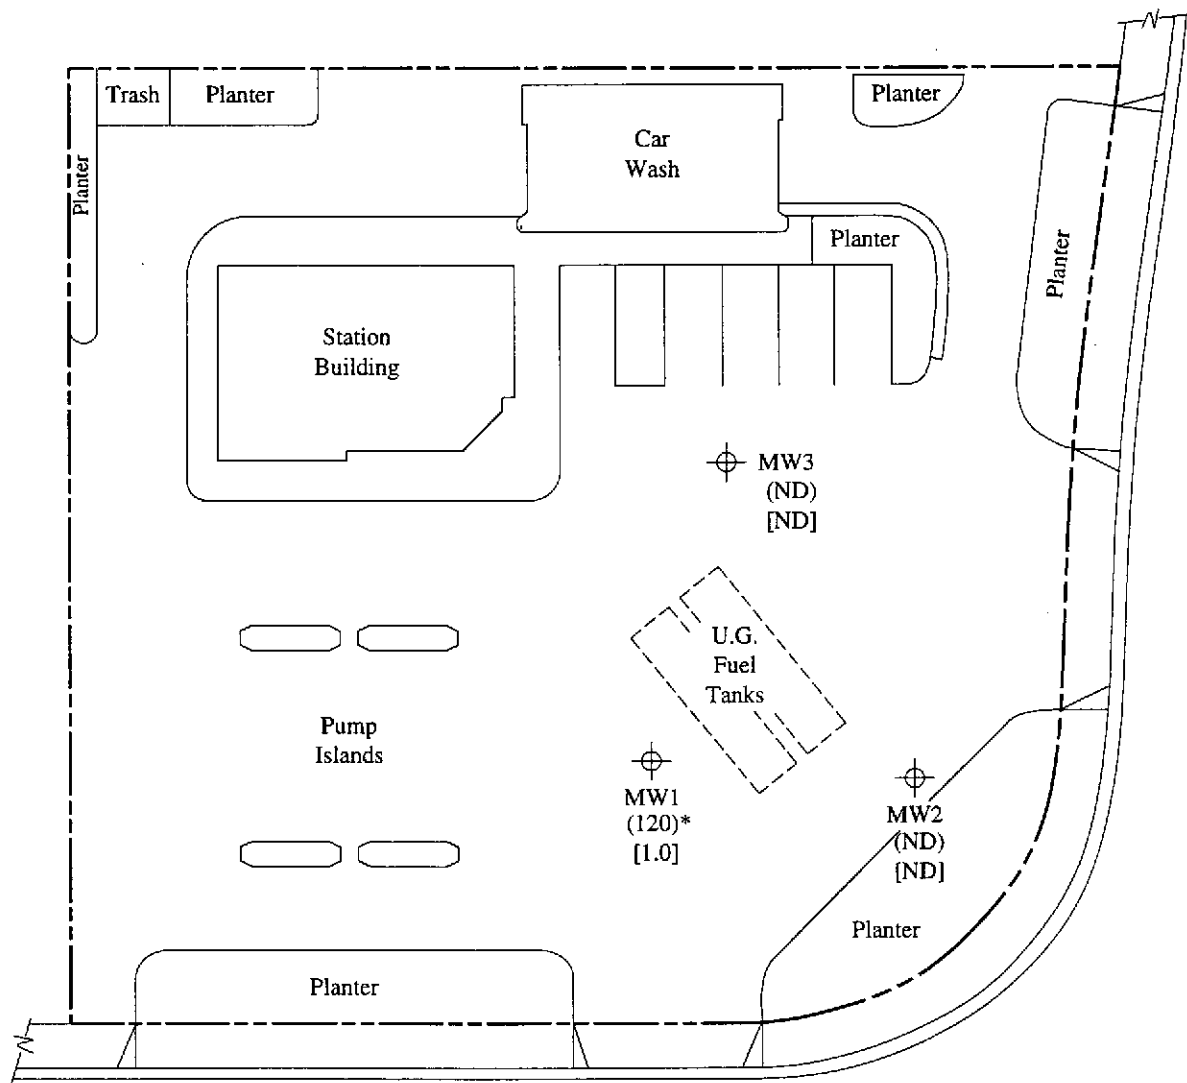 Trash
Planter
Planter
Car
Wash
Planter
Planter
Planter
Station
Building
MW3
(ND)
[ND]
U.G.
Fuel
Tanks
Pump
Islands
MW1
(120)*
[1.0]
MW2
(ND)
[ND]
Planter
Planter